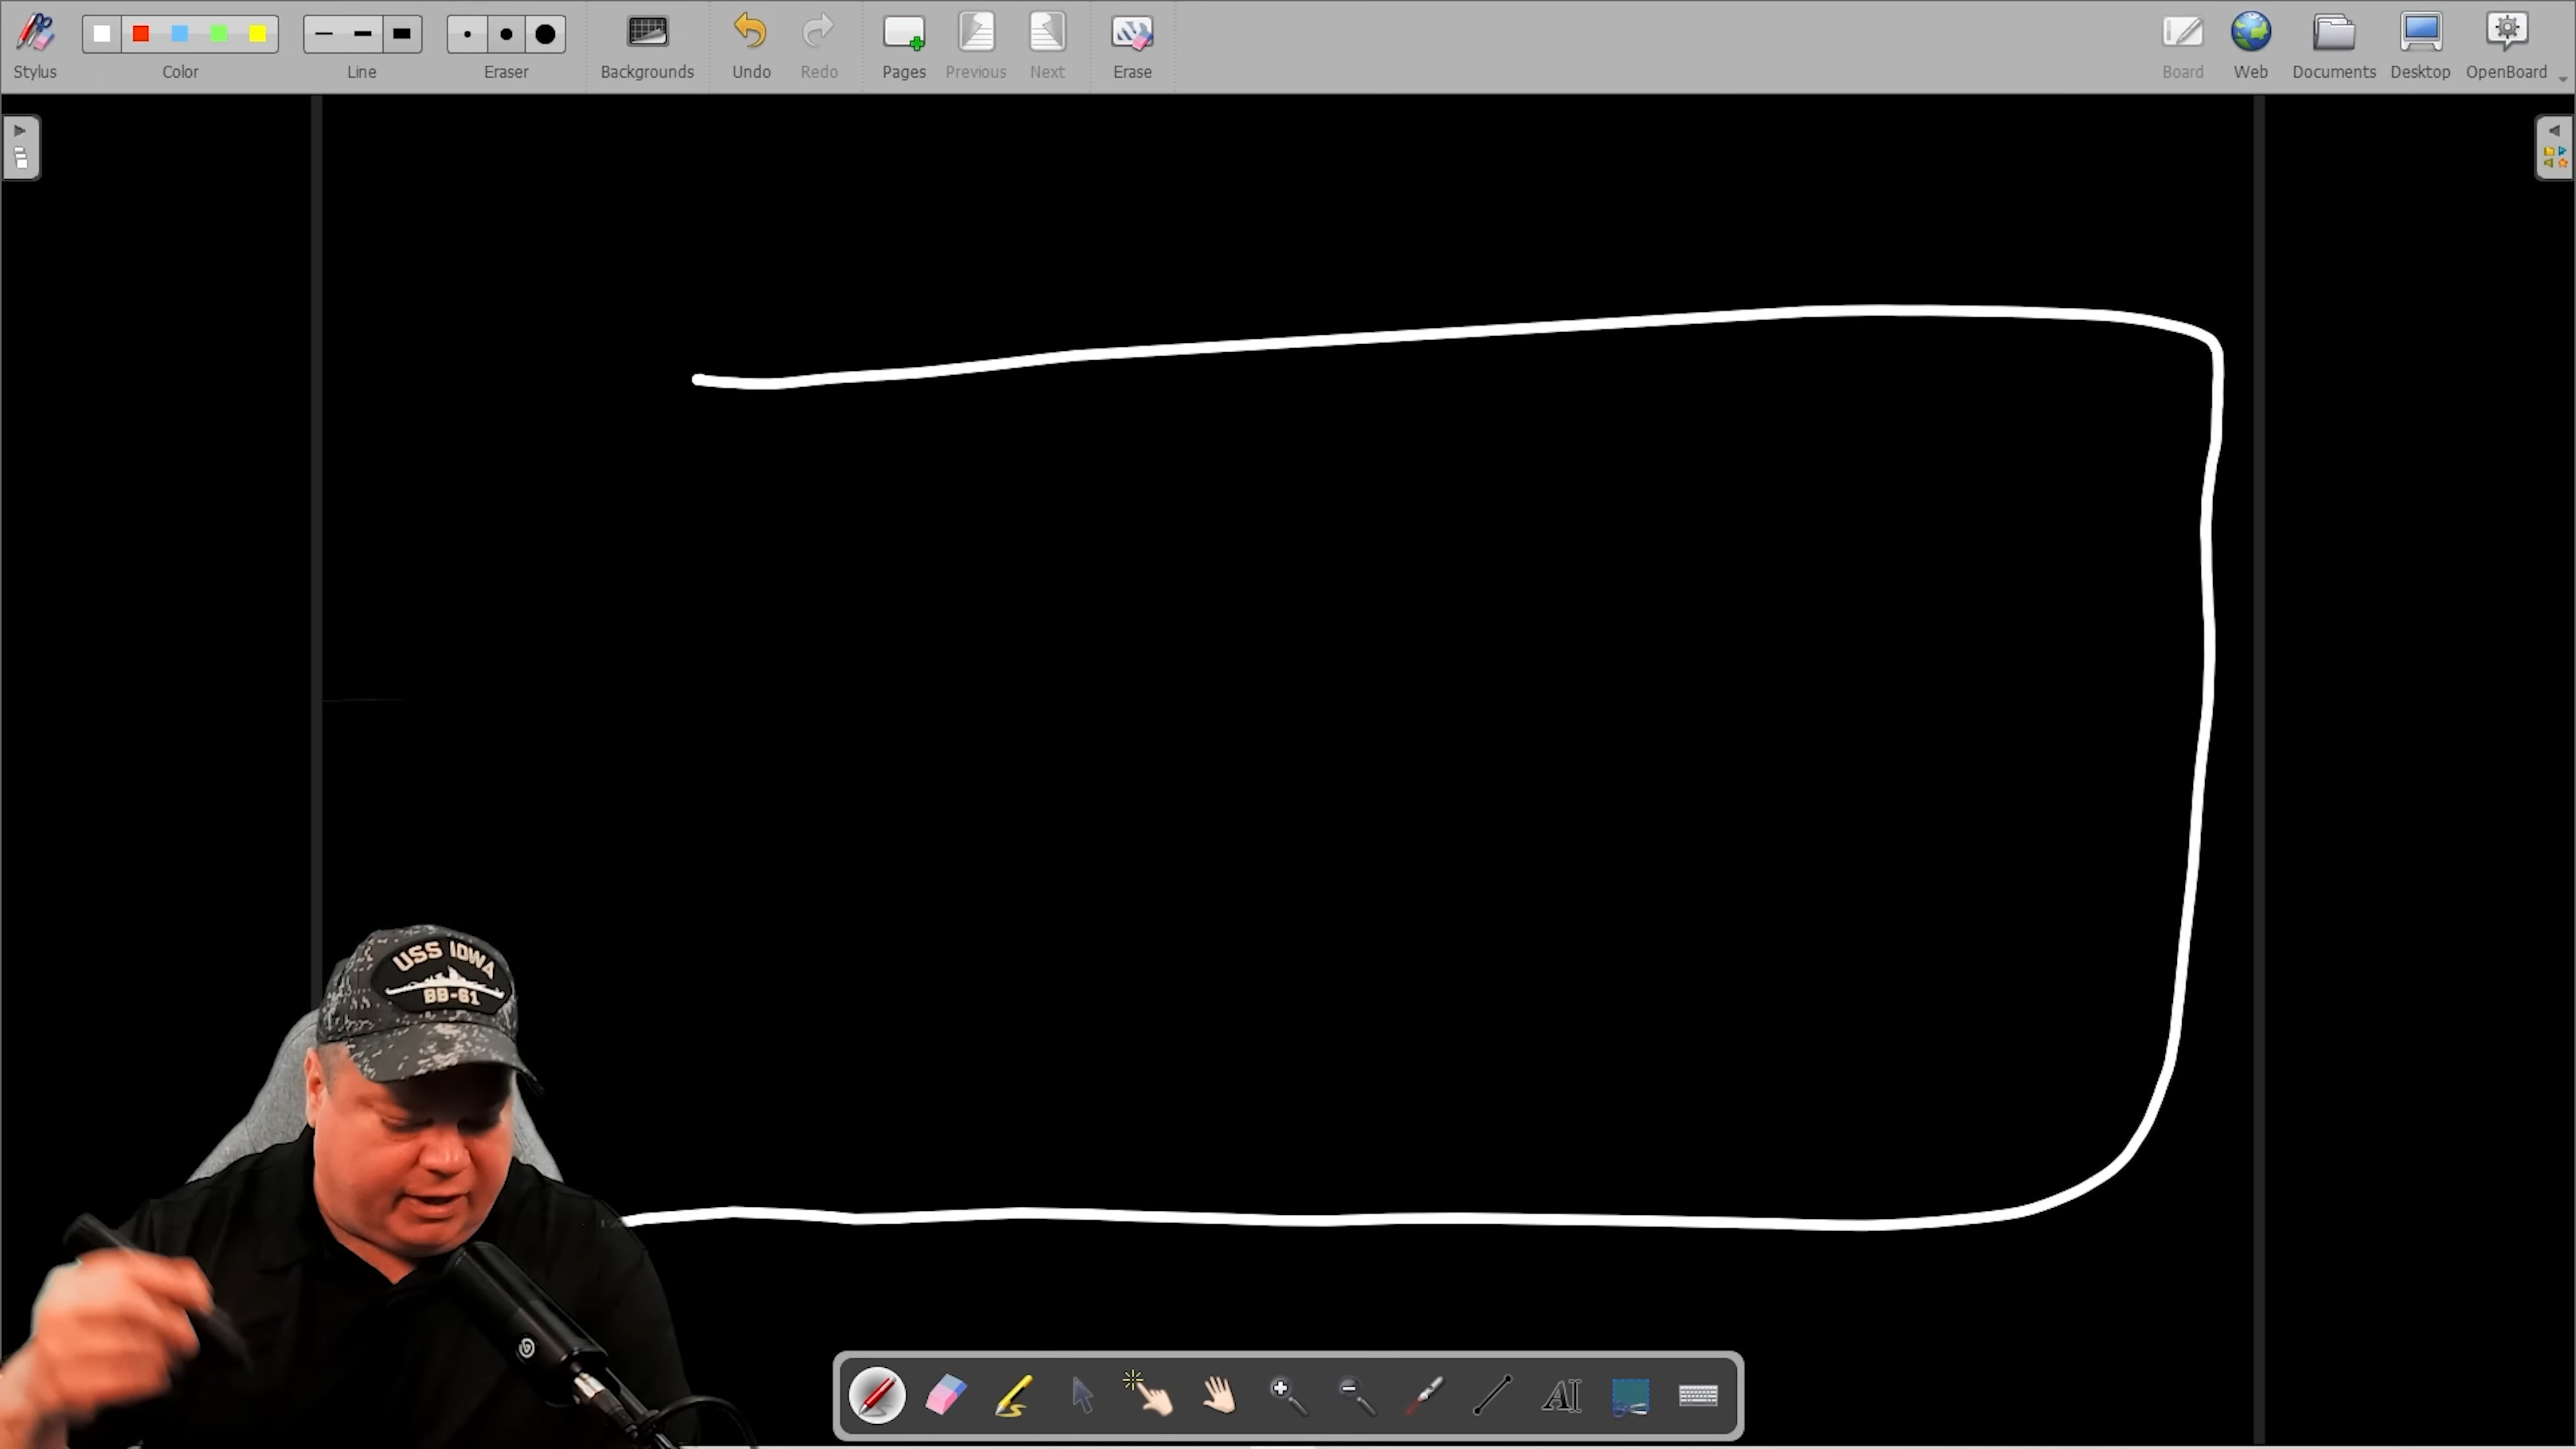 Stylus Color Line Eraser Backgrounds Undo Redo Pages Previous Next Erase Board Web Documents Desktop OpenBoard
USS IOWA
BB-61
AI